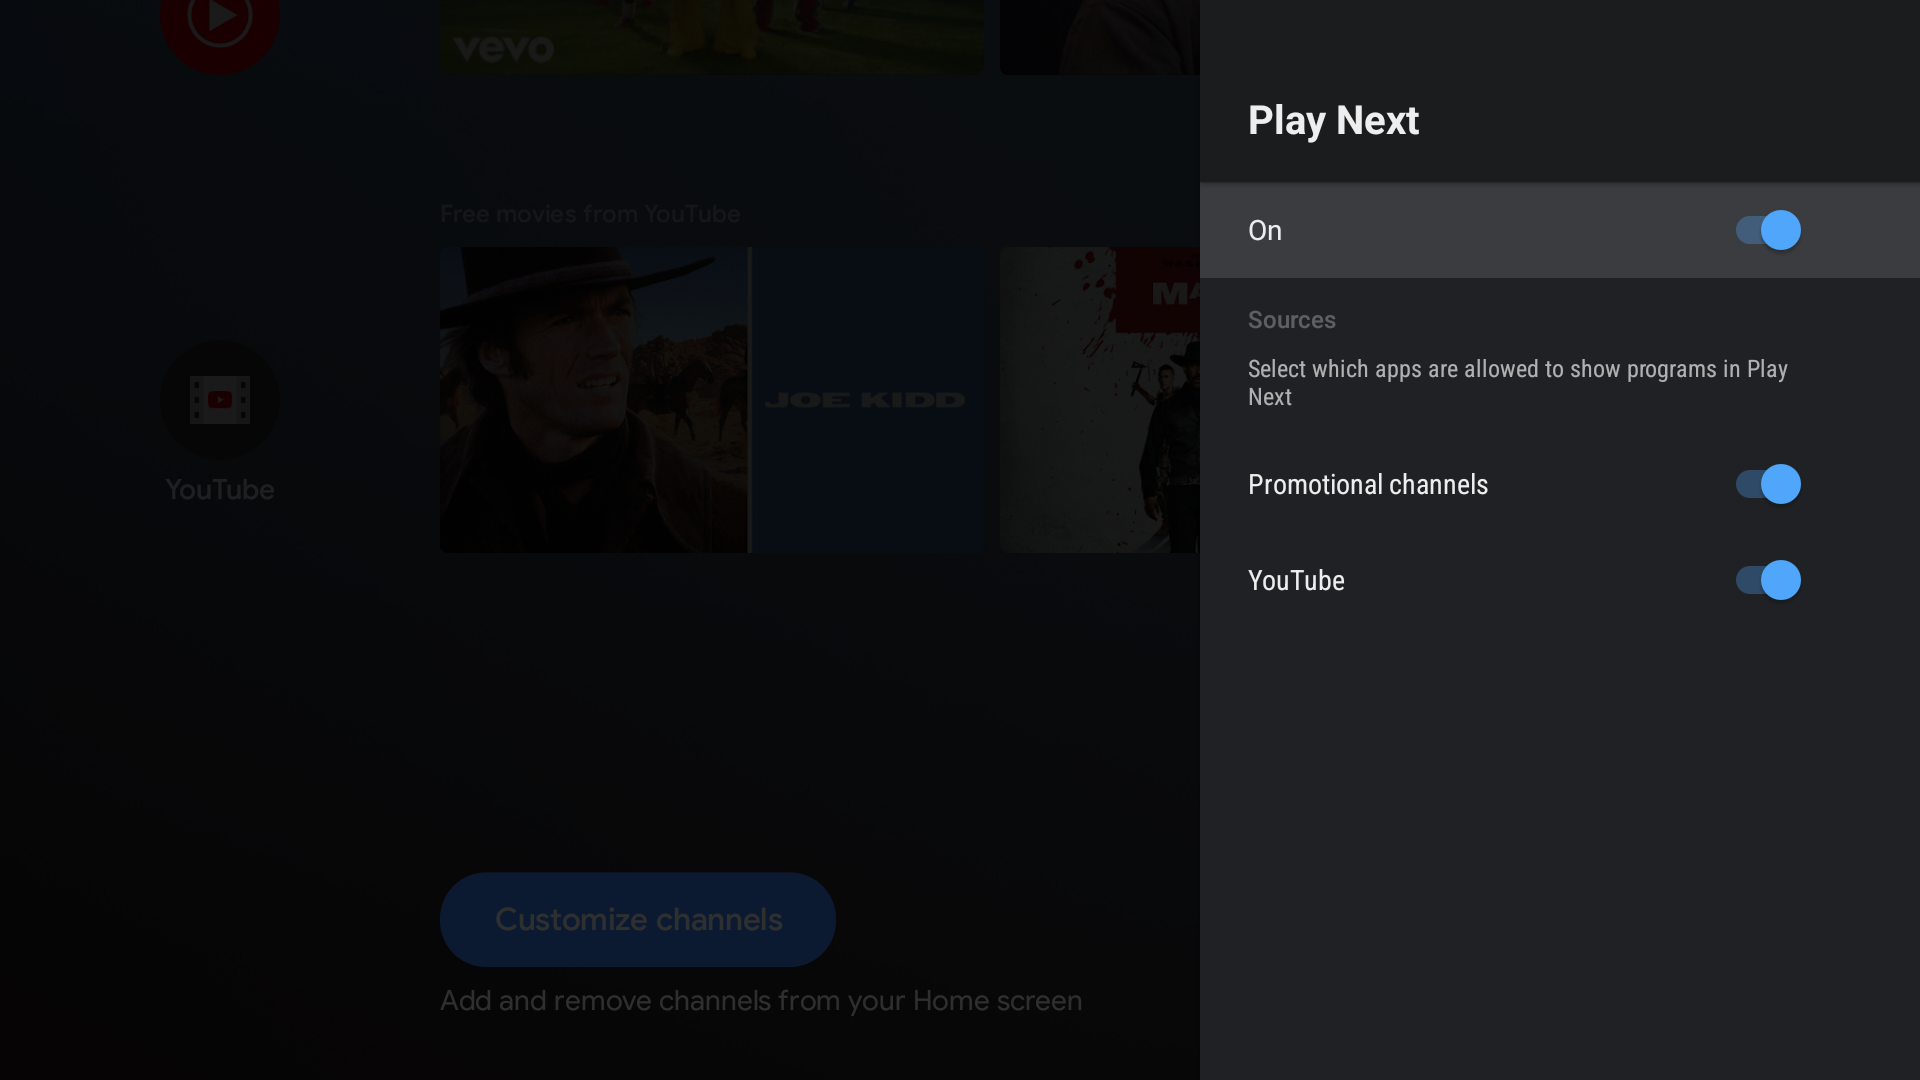 vevo
Free movies from YouTube
JOE KIDD
YouTube
Customize channels
Add and remove channels from your Home screen
Play Next
On
Sources
Select which apps are allowed to show programs in Play
Next
Promotional channels
YouTube